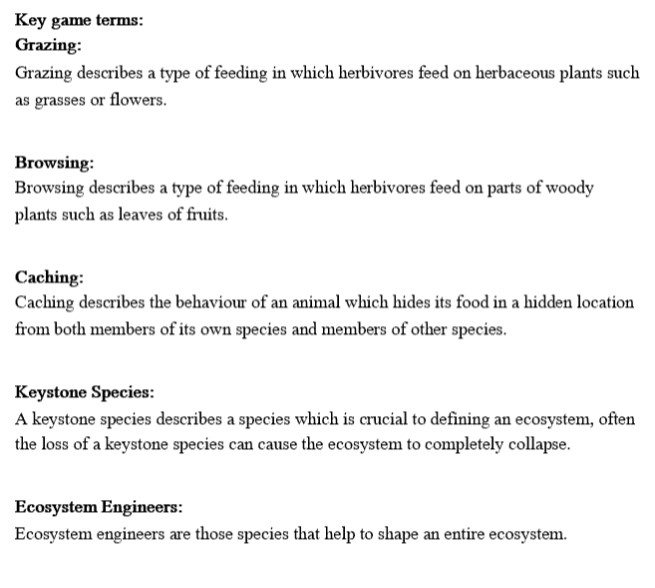 Key game terms:
Grazing:
Grazing describes a type of feeding in which herbivores feed on herbaceous plants such
as grasses or flowers.
Browsing:
Browsing describes a type of feeding in which herbivores feed on parts of woody
plants such as leaves of fruits.
Caching:
Caching describes the behaviour of an animal which hides its food in a hidden location
from both members of its own species and members of other species.
Keystone Species:
A keystone species describes a species which is crucial to defining an ecosystem, often
the loss of a keystone species can cause the ecosystem to completely collapse.
Ecosystem Engineers:
Ecosystem engineers are those species that help to shape an entire ecosystem.